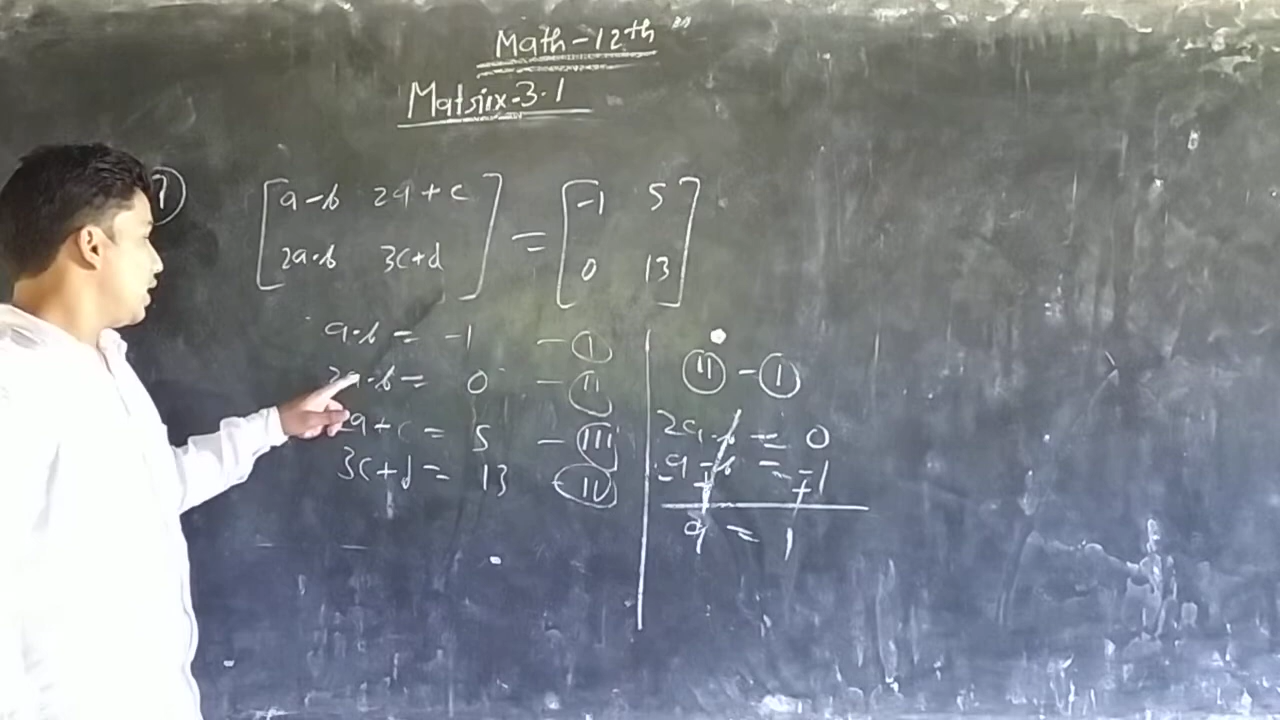 Math-12th
Matrix-3.1
7
[a-b 2a+c] = [-1 5]
[2a-b 3c+d] [0 13]
a-b = -1 - I
2a-b = 0 - II
2a+c = 5 - III
3c+d = 13 - IV
II - I
2a-b = 0
a-b = -1
- + +
a = 1